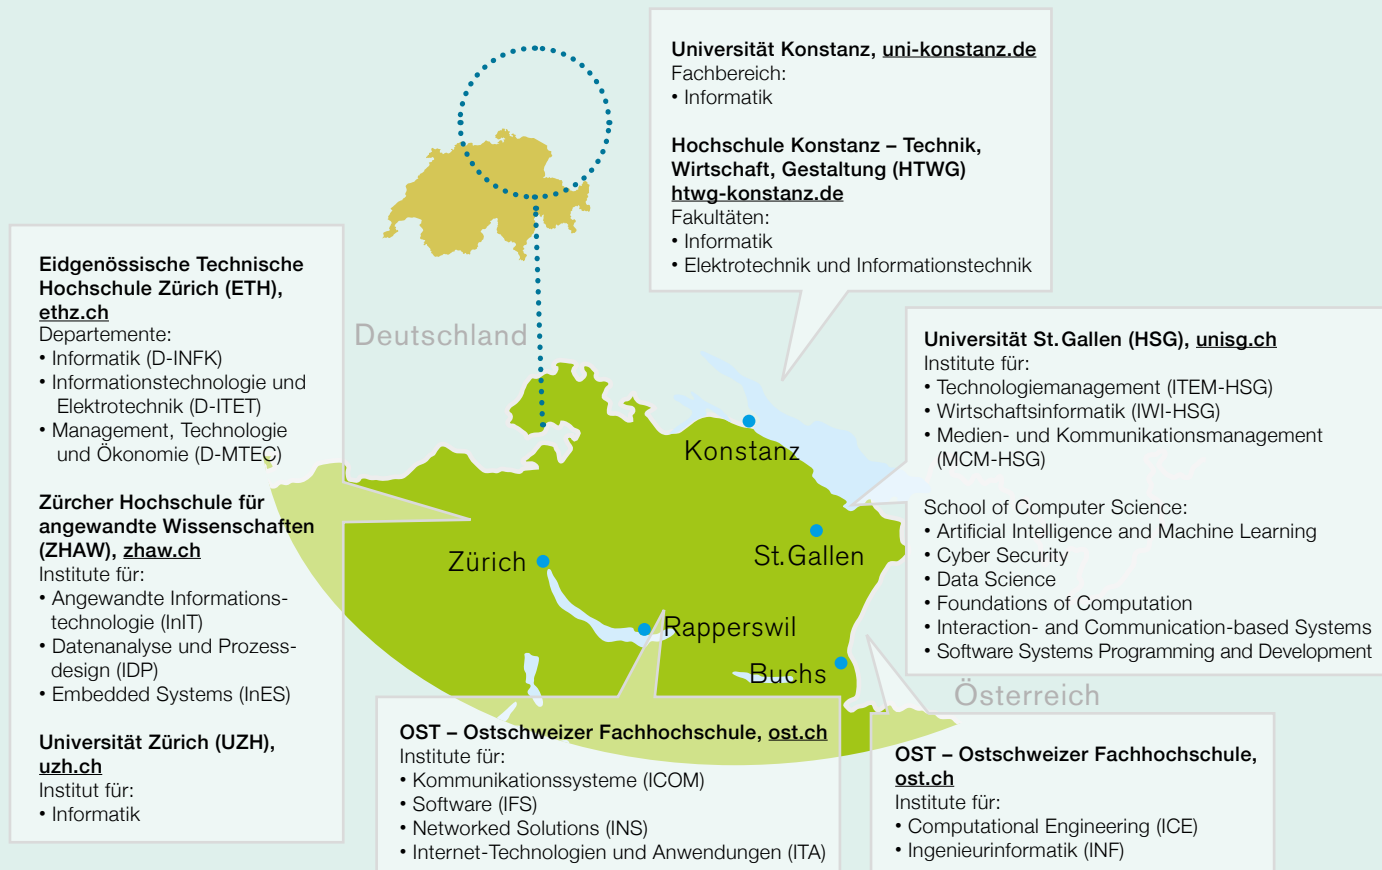 Universität Konstanz, uni-konstanz.de
Fachbereich:
• Informatik
Hochschule Konstanz – Technik,
Wirtschaft, Gestaltung (HTWG)
htwg-konstanz.de
Fakultäten:
• Informatik
• Elektrotechnik und Informationstechnik
Eidgenössische Technische
Hochschule Zürich (ETH),
ethz.ch
Departemente:
• Informatik (D-INFK)
• Informationstechnologie und
Elektrotechnik (D-ITET)
• Management, Technologie
und Ökonomie (D-MTEC)
Zürcher Hochschule für
angewandte Wissenschaften
(ZHAW), zhaw.ch
Institute für:
• Angewandte Informations-
technologie (InIT)
• Datenanalyse und Prozess-
design (IDP)
• Embedded Systems (InES)
Universität Zürich (UZH),
uzh.ch
Institut für:
• Informatik
Deutschland
Konstanz
Zürich
St. Gallen
Rapperswil
Buchs
Österreich
Universität St. Gallen (HSG), unisg.ch
Institute für:
• Technologiemanagement (ITEM-HSG)
• Wirtschaftsinformatik (IWI-HSG)
• Medien- und Kommunikationsmanagement
(MCM-HSG)
School of Computer Science:
• Artificial Intelligence and Machine Learning
• Cyber Security
• Data Science
• Foundations of Computation
• Interaction- and Communication-based Systems
• Software Systems Programming and Development
OST – Ostschweizer Fachhochschule, ost.ch
Institute für:
• Kommunikationssysteme (ICOM)
• Software (IFS)
• Networked Solutions (INS)
• Internet-Technologien und Anwendungen (ITA)
OST – Ostschweizer Fachhochschule,
ost.ch
Institute für:
• Computational Engineering (ICE)
• Ingenieurinformatik (INF)